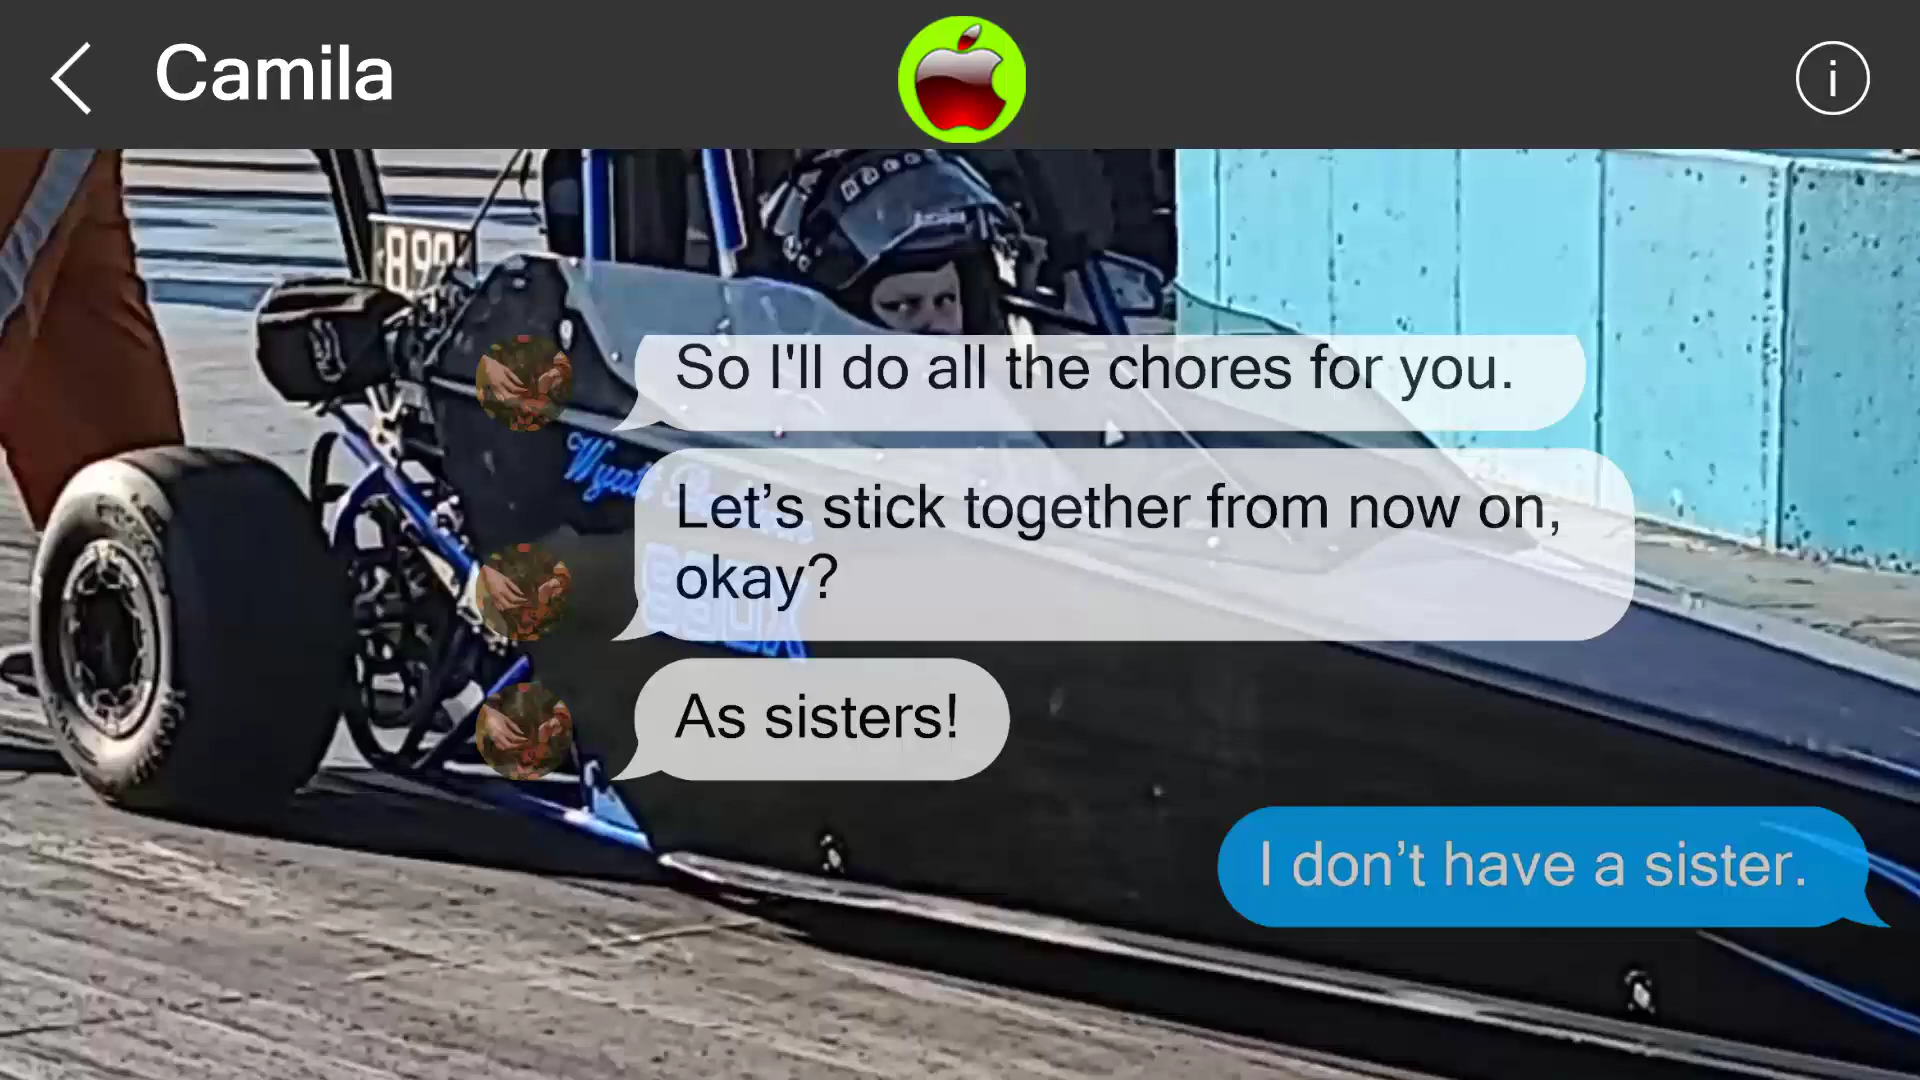 Camila
i
So I'll do all the chores for you.
Let’s stick together from now on,
okay?
As sisters!
I don’t have a sister.